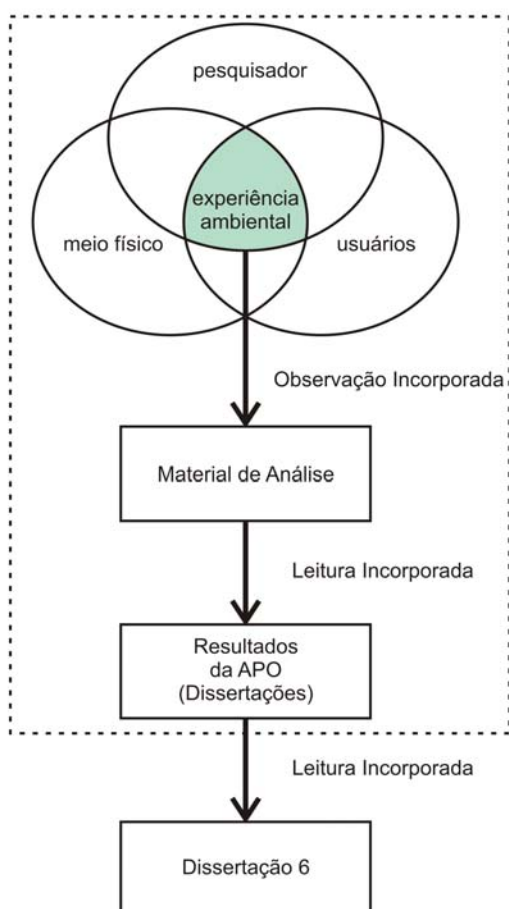 pesquisador
experiência
ambiental
meio físico
usuários
Observação Incorporada
Material de Análise
Leitura Incorporada
Resultados
da APO
(Dissertações)
Leitura Incorporada
Dissertação 6